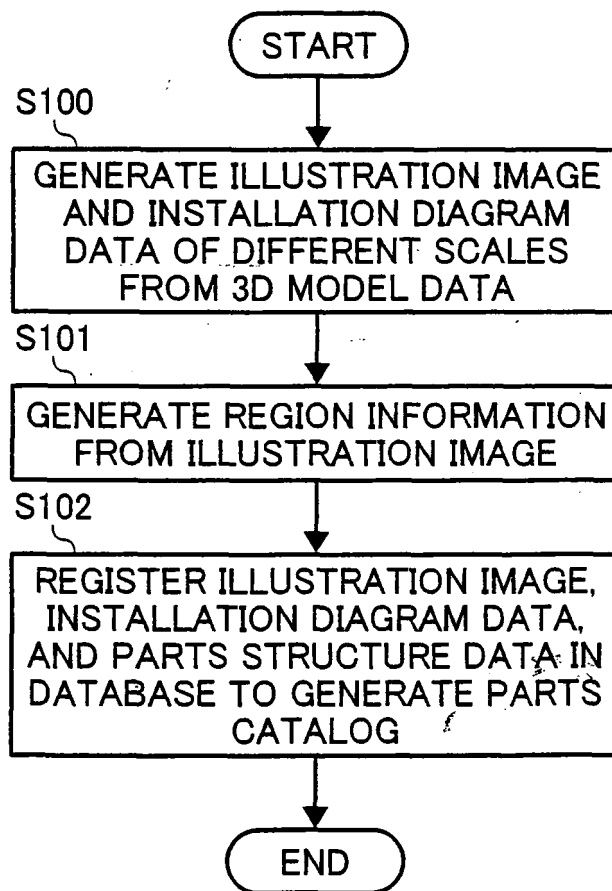 START
S100
GENERATE ILLUSTRATION IMAGE
AND INSTALLATION DIAGRAM
DATA OF DIFFERENT SCALES
FROM 3D MODEL DATA
S101
GENERATE REGION INFORMATION
FROM ILLUSTRATION IMAGE
S102
REGISTER ILLUSTRATION IMAGE,
INSTALLATION DIAGRAM DATA,
AND PARTS STRUCTURE DATA IN
DATABASE TO GENERATE PARTS
CATALOG
END